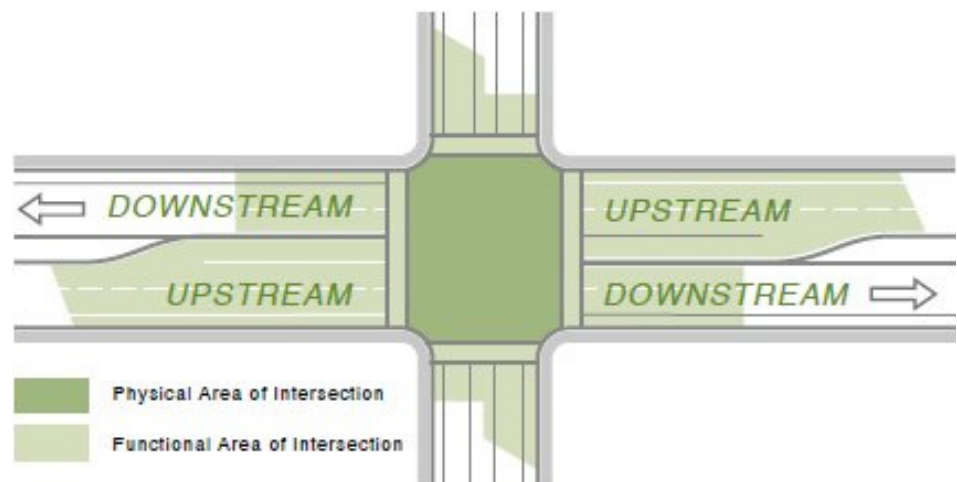 DOWNSTREAM
UPSTREAM
UPSTREAM
DOWNSTREAM
Physical Area of Intersection
Functional Area of Intersection